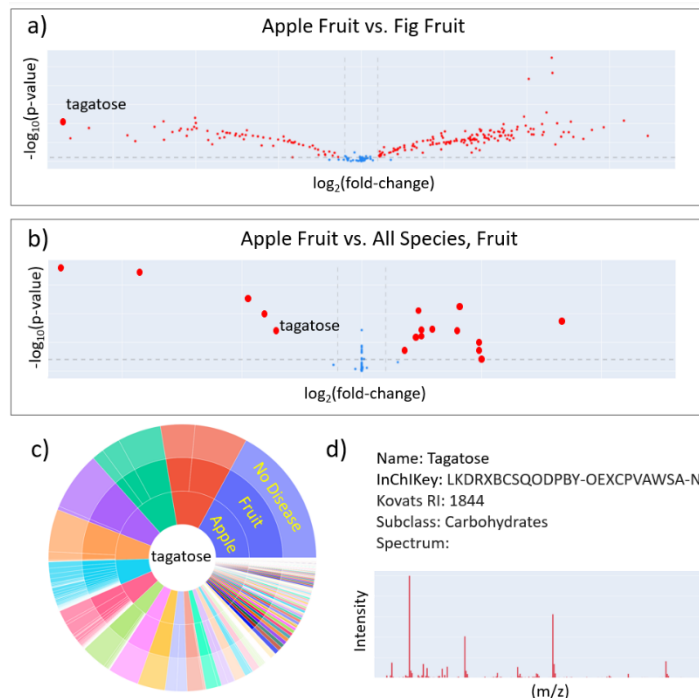 a)
Apple Fruit vs. Fig Fruit
tagatose
-log₁₀(p-value)
log₂(fold-change)
b)
Apple Fruit vs. All Species, Fruit
tagatose
-log₁₀(p-value)
log₂(fold-change)
c)
No Disease
Fruit
Apple
tagatose
d)
Name: Tagatose
InChIKey: LKDRXBCSQODPBY-OEXCPVAWSA-N
Kovats RI: 1844
Subclass: Carbohydrates
Spectrum:
Intensity
(m/z)